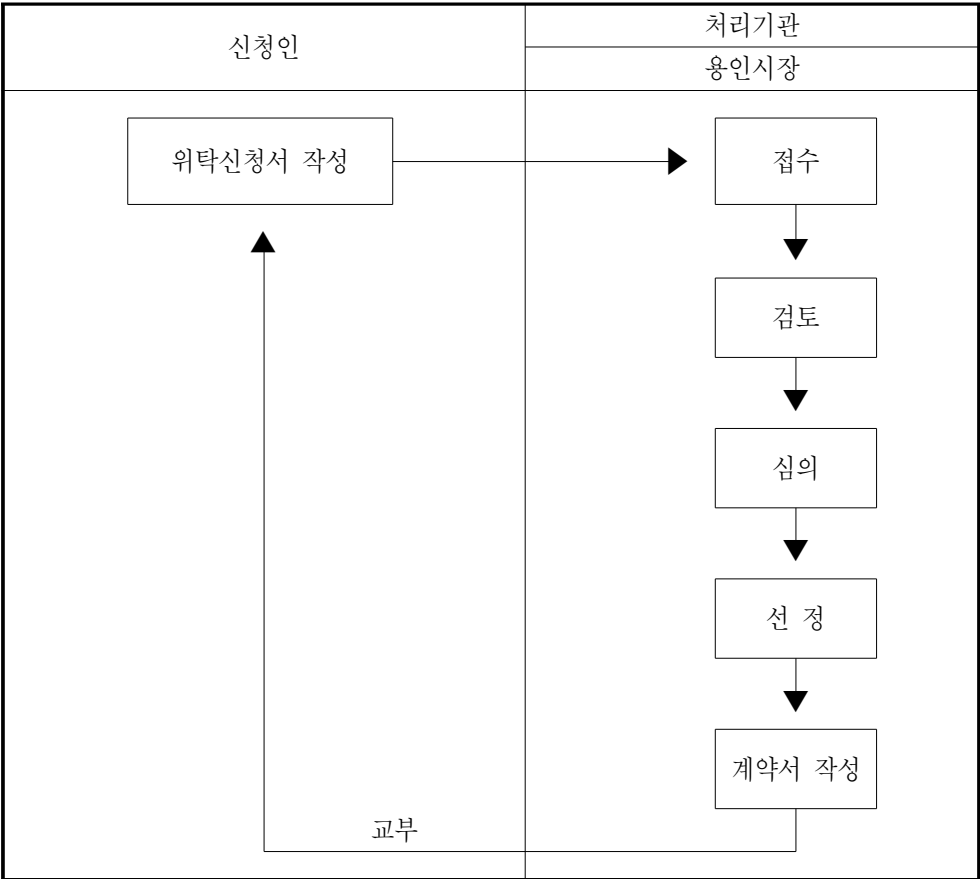 신청인
처리기관
용인시장
위탁신청서 작성
접수
검토
심의
선 정
계약서 작성
교부